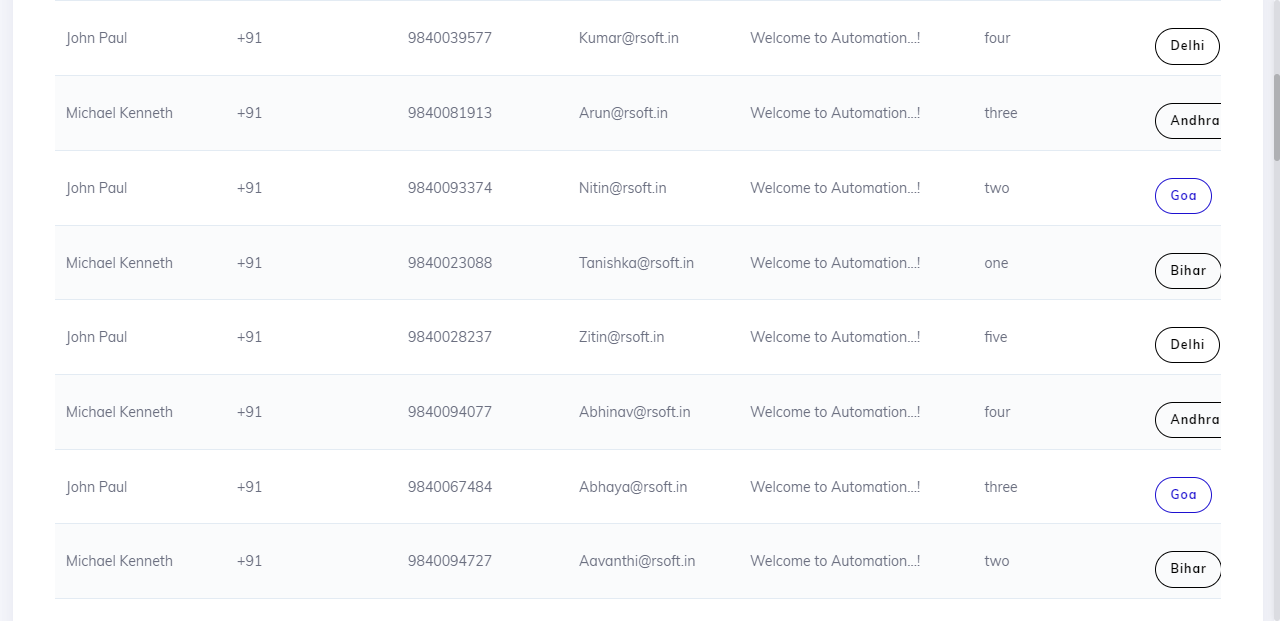 John Paul +91 9840039577 Kumar@rsoft.in Welcome to Automation...! four Delhi
Michael Kenneth +91 9840081913 Arun@rsoft.in Welcome to Automation...! three Andhra
John Paul +91 9840093374 Nitin@rsoft.in Welcome to Automation...! two Goa
Michael Kenneth +91 9840023088 Tanishka@rsoft.in Welcome to Automation...! one Bihar
John Paul +91 9840028237 Zitin@rsoft.in Welcome to Automation...! five Delhi
Michael Kenneth +91 9840094077 Abhinav@rsoft.in Welcome to Automation...! four Andhra
John Paul +91 9840067484 Abhaya@rsoft.in Welcome to Automation...! three Goa
Michael Kenneth +91 9840094727 Aavanthi@rsoft.in Welcome to Automation...! two Bihar